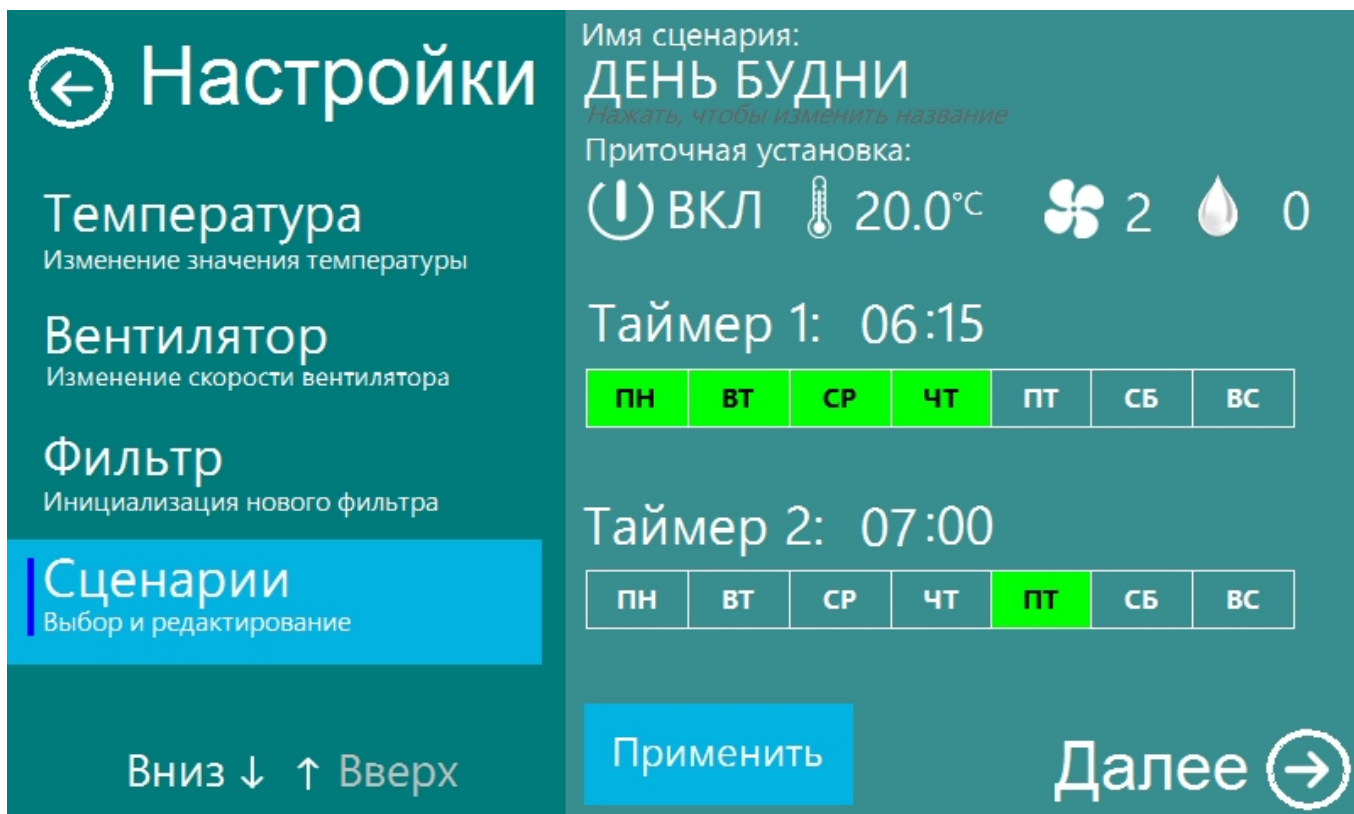 Настройки
Температура
Изменение значения температуры
Вентилятор
Изменение скорости вентилятора
Фильтр
Инициализация нового фильтра
Сценарии
Выбор и редактирование
Вниз ↓ ↑ Вверх
Имя сценария:
ДЕНЬ БУДНИ
Нажать, чтобы изменить название
Приточная установка:
ВКЛ 20.0°C 2 0
Таймер 1: 06:15
ПН ВТ СР ЧТ ПТ СБ ВС
Таймер 2: 07:00
ПН ВТ СР ЧТ ПТ СБ ВС
Применить
Далее